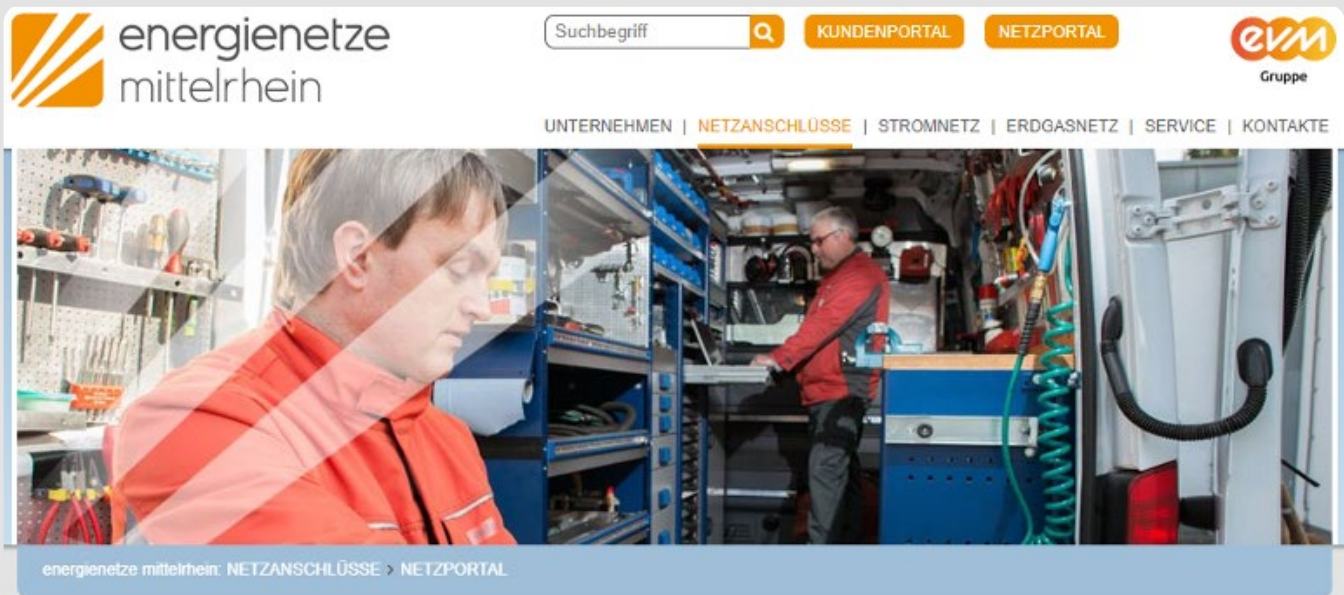 energienetze
mittelrhein
Suchbegriff
KUNDENPORTAL
NETZPORTAL
evm
Gruppe
UNTERNEHMEN | NETZANSCHLÜSSE | STROMNETZ | ERDGASNETZ | SERVICE | KONTAKTE
energienetze mittelrhein: NETZANSCHLÜSSE > NETZPORTAL